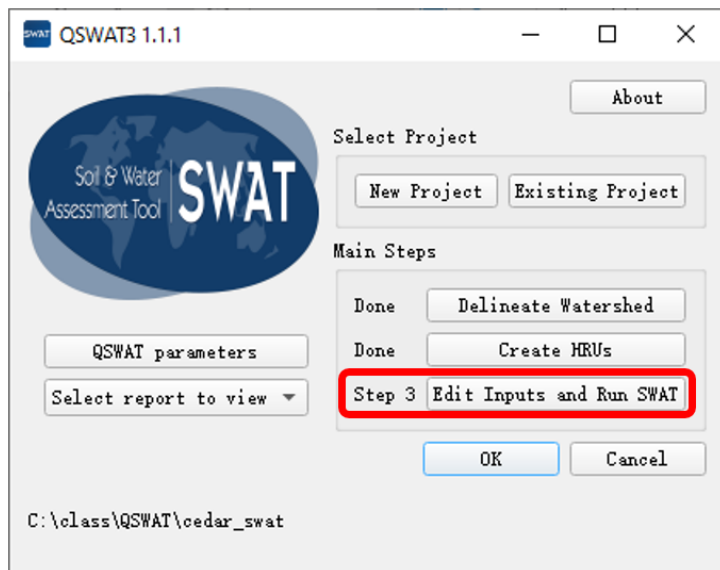 SWAT QSWAT3 1.1.1
About
Select Project
New Project Existing Project
Soil & Water
Assessment Tool SWAT
Main Steps
Done Delineate Watershed
Done Create HRUs
Step 3 Edit Inputs and Run SWAT
QSWAT parameters
Select report to view
OK Cancel
C:\class\QSWAT\cedar_swat